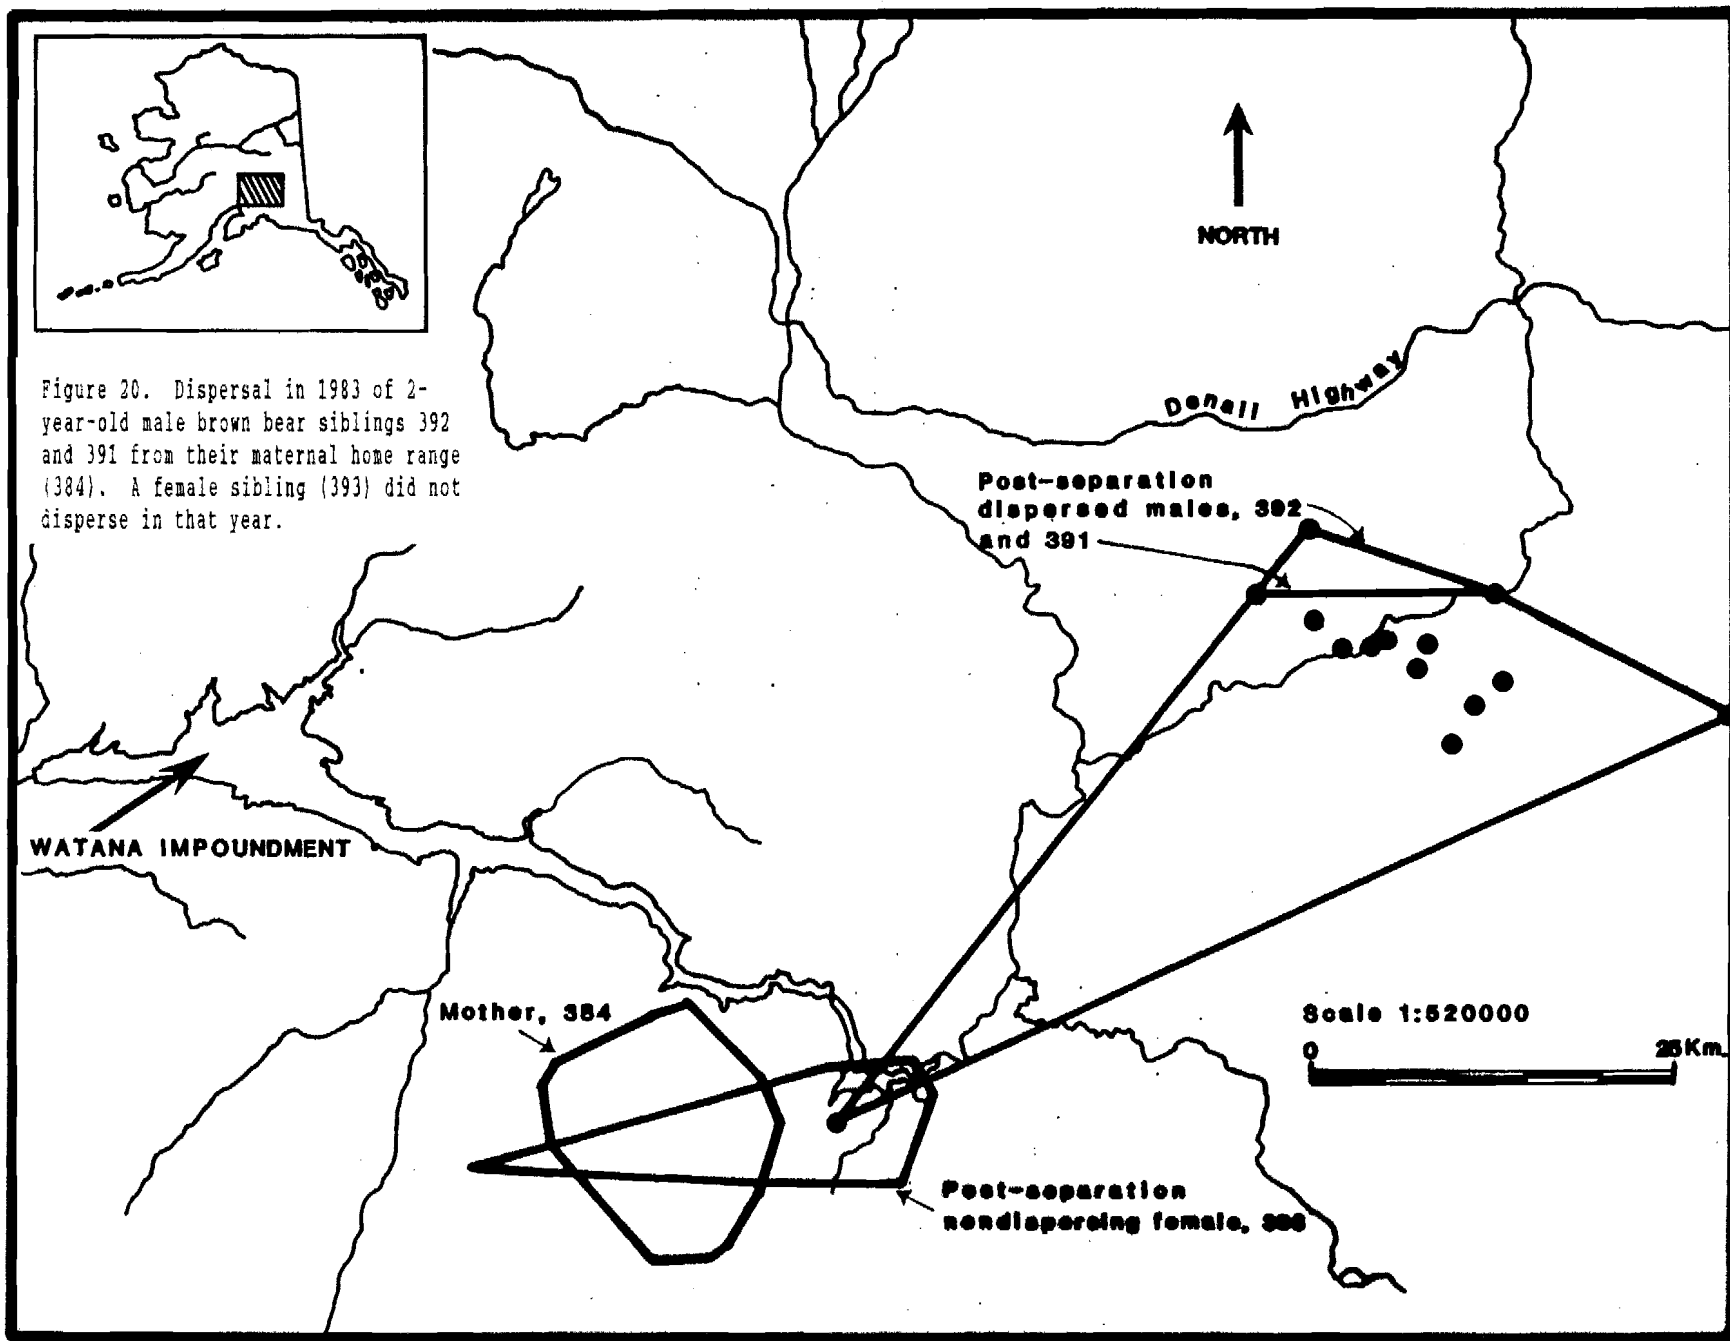 NORTH
Figure 20. Dispersal in 1983 of 2-
year-old male brown bear siblings 392
and 391 from their maternal home range
(384). A female sibling (393) did not
disperse in that year.
Denali Highway
Post-separation
dispersed males, 392
and 391
WATANA IMPOUNDMENT
Mother, 384
Scale 1:520000
0 25 Km.
Post-separation
nondispersing female,